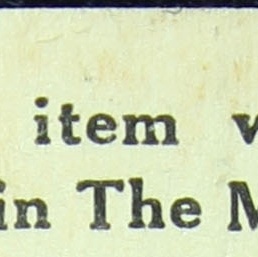 item
in The